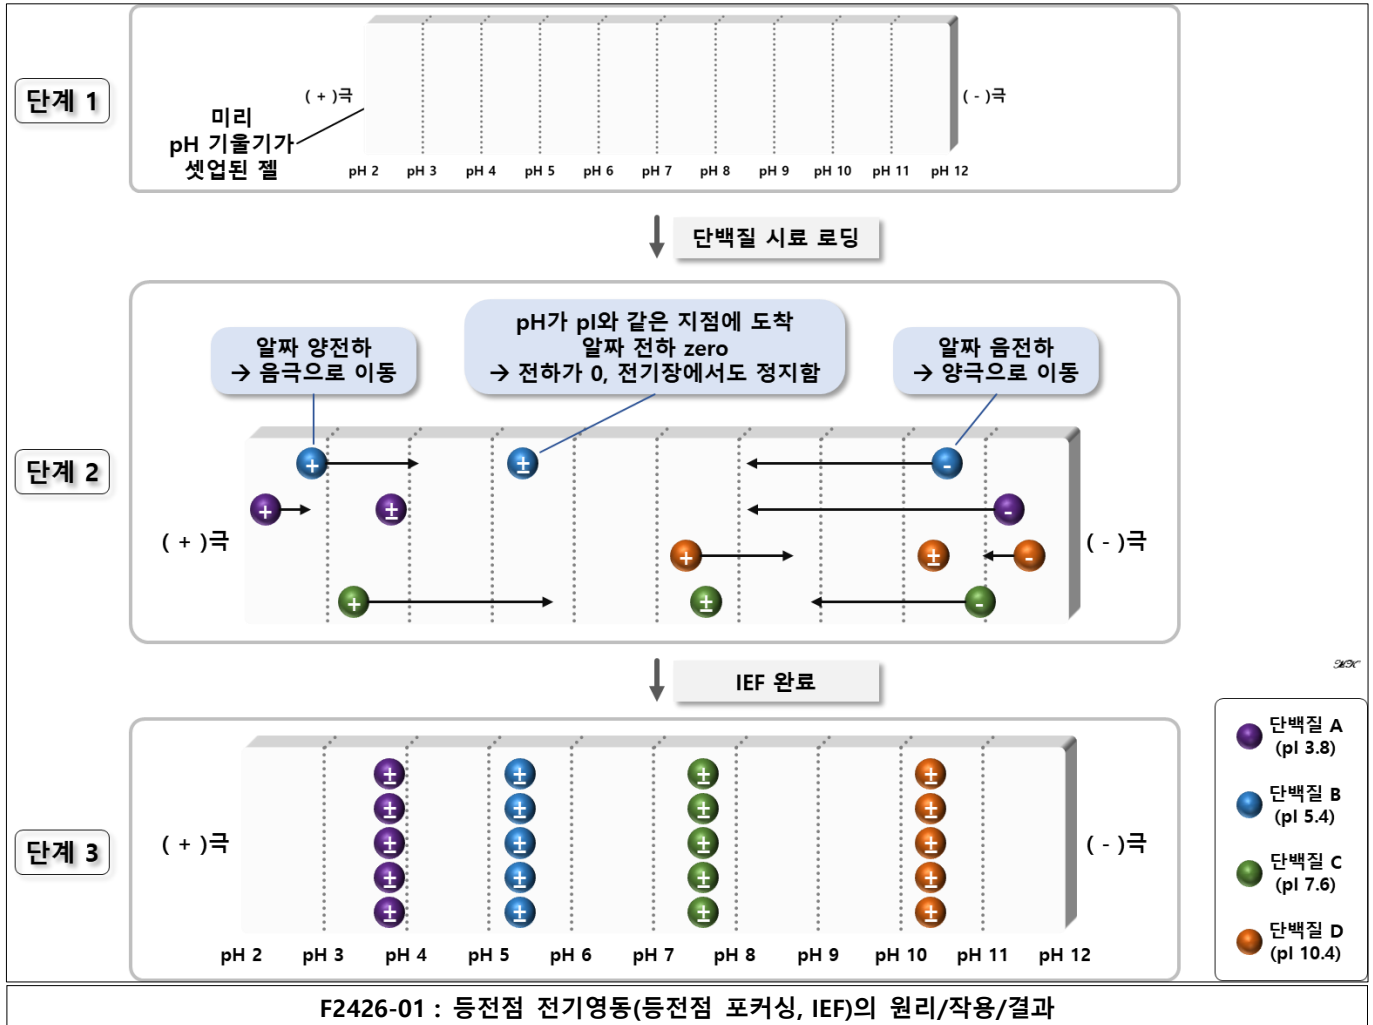 단계 1
( + )극
( - )극
미리
pH 기울기가
셋업된 젤
pH 2 pH 3 pH 4 pH 5 pH 6 pH 7 pH 8 pH 9 pH 10 pH 11 pH 12
단백질 시료 로딩
단계 2
알짜 양전하
→ 음극으로 이동
pH가 pI와 같은 지점에 도착
알짜 전하 zero
→ 전하가 0, 전기장에서도 정지함
알짜 음전하
→ 양극으로 이동
+ ± -
+ ± -
( + )극
( - )극
+ ± -
+ ± -
IEF 완료
단계 3
( + )극
( - )극
± ± ± ±
± ± ± ±
± ± ± ±
± ± ± ±
± ± ± ±
pH 2 pH 3 pH 4 pH 5 pH 6 pH 7 pH 8 pH 9 pH 10 pH 11 pH 12
단백질 A
(pI 3.8)
단백질 B
(pI 5.4)
단백질 C
(pI 7.6)
단백질 D
(pI 10.4)
F2426-01 : 등전점 전기영동(등전점 포커싱, IEF)의 원리/작용/결과